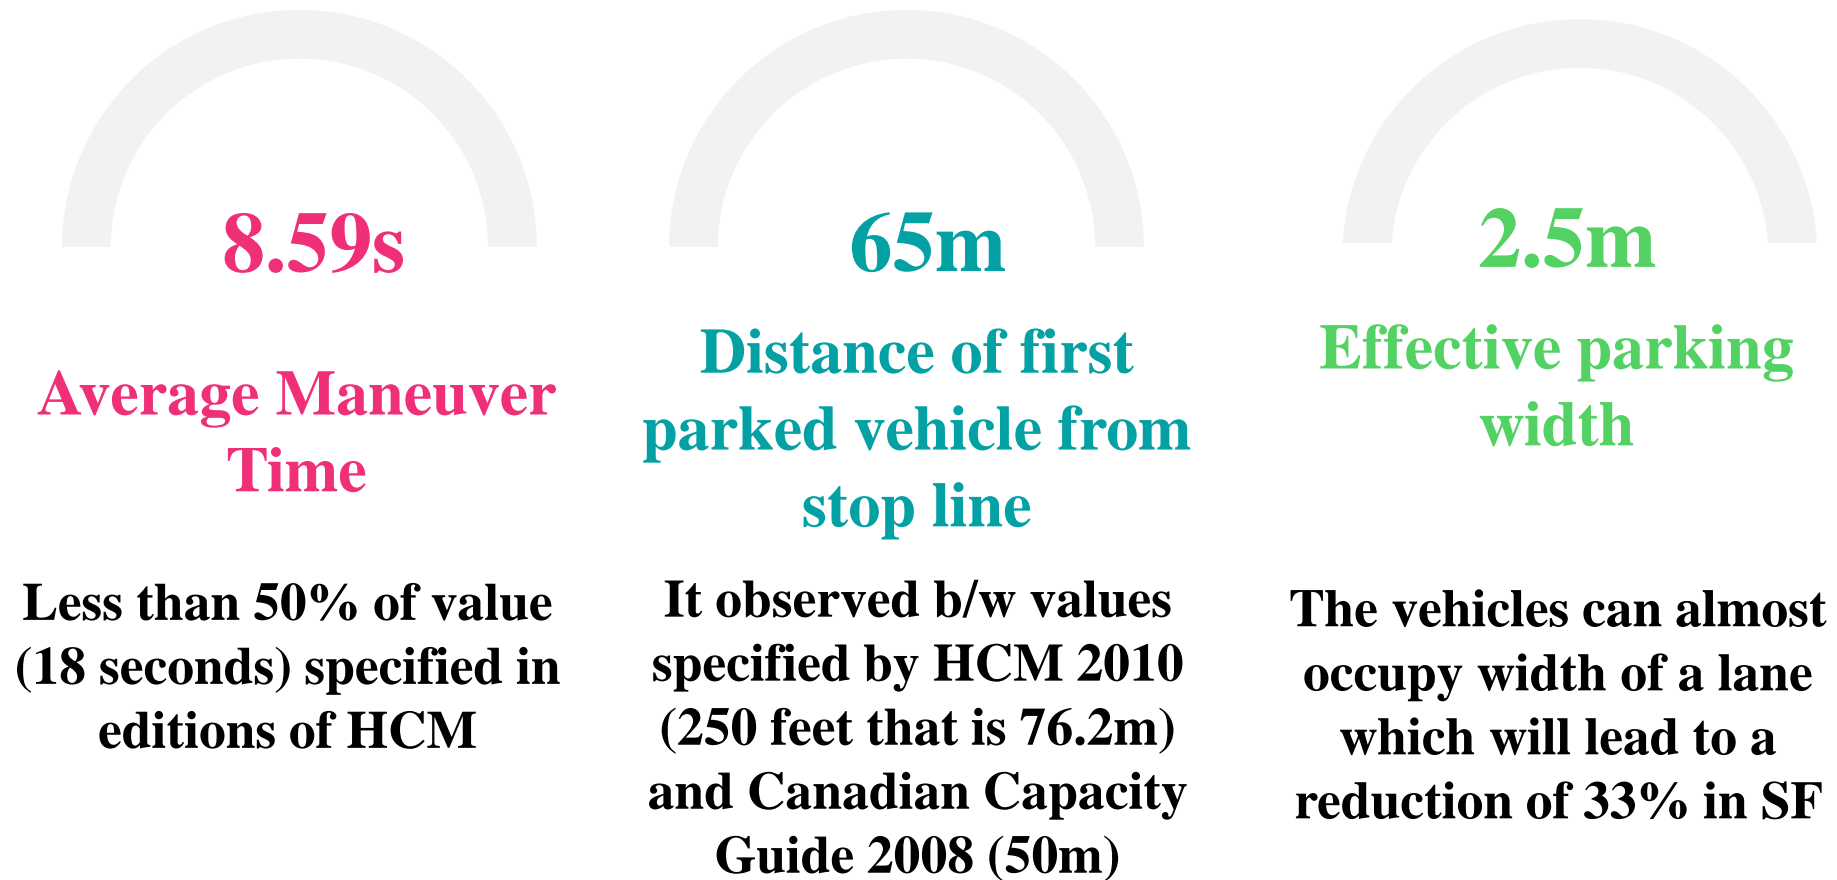 8.59s
Average Maneuver
Time
Less than 50% of value
(18 seconds) specified in
editions of HCM
65m
Distance of first
parked vehicle from
stop line
It observed b/w values
specified by HCM 2010
(250 feet that is 76.2m)
and Canadian Capacity
Guide 2008 (50m)
2.5m
Effective parking
width
The vehicles can almost
occupy width of a lane
which will lead to a
reduction of 33% in SF